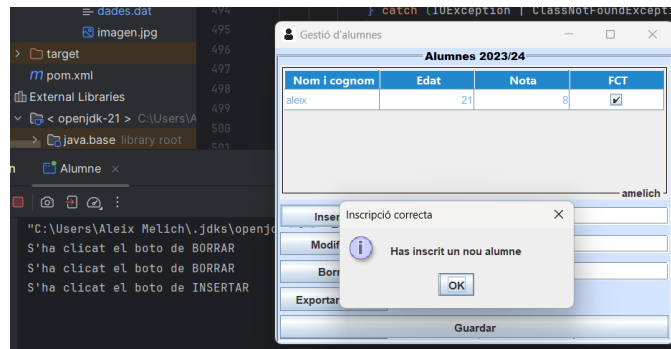 dades.dat
imagen.jpg
target
pom.xml
External Libraries
< openjdk-21 > C:\Users\A
java.base library root
494
495
496
497
498
499
500
501
} catch (IOException | ClassNotFoundExcept
Alumne
"C:\Users\Aleix Melich\.jdks\openjd
S'ha clicat el boto de BORRAR
S'ha clicat el boto de BORRAR
S'ha clicat el boto de INSERTAR
Gestió d'alumnes
Alumnes 2023/24
Nom i cognom Edat Nota FCT
aleix 21 8
amelich
Inser
Modif
Borr
Exportar
Guardar
Inscripció correcta
Has inscrit un nou alumne
OK